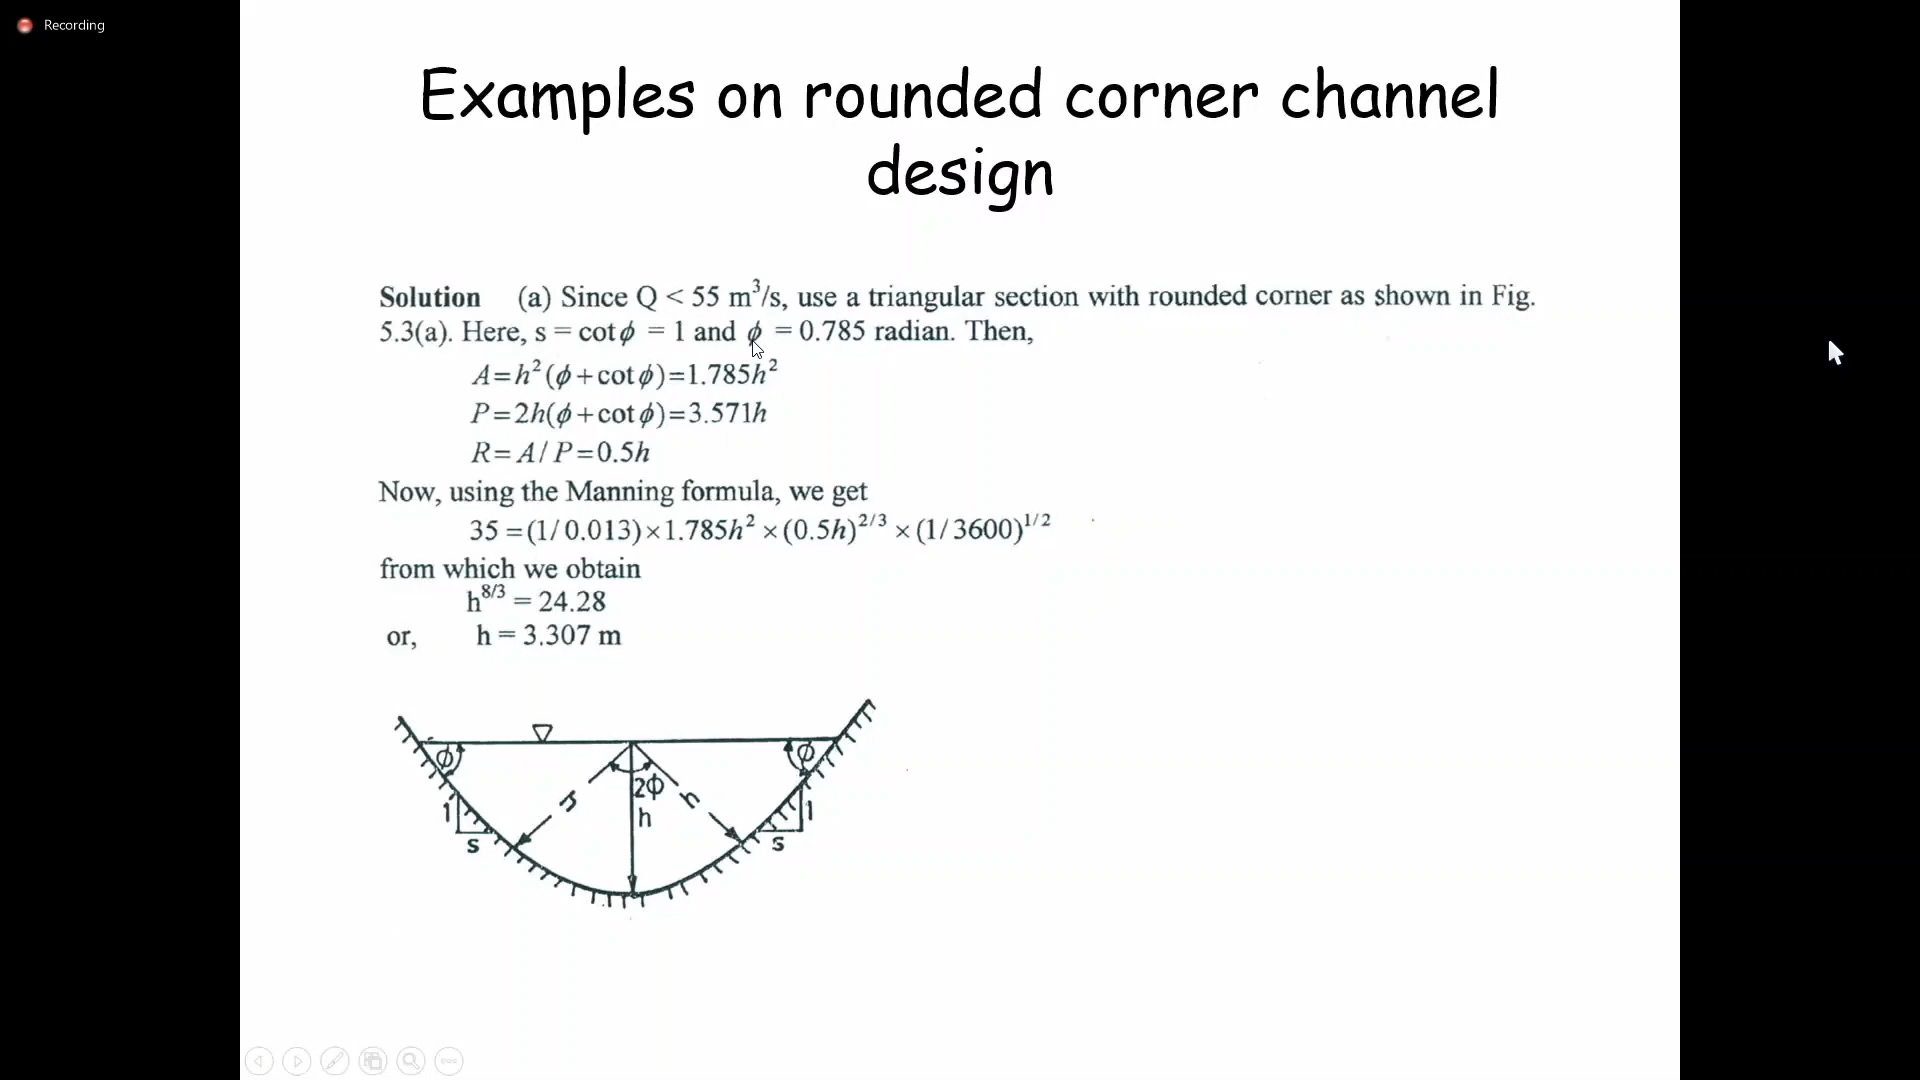 Recording
Examples on rounded corner channel
design
Solution (a) Since Q < 55 m³/s, use a triangular section with rounded corner as shown in Fig.
5.3(a). Here, s = cot ϕ = 1 and ϕ = 0.785 radian. Then,
A=h²(ϕ+cot ϕ)=1.785h²
P=2h(ϕ+cot ϕ)=3.571h
R= A/ P=0.5h
Now, using the Manning formula, we get
35 =(1/ 0.013)×1.785h² ×(0.5h)^2/3 ×(1/ 3600)^1/2
from which we obtain
h^8/3 = 24.28
or, h = 3.307 m
ϕ ϕ
2ϕ
h h
1 h 1
s s